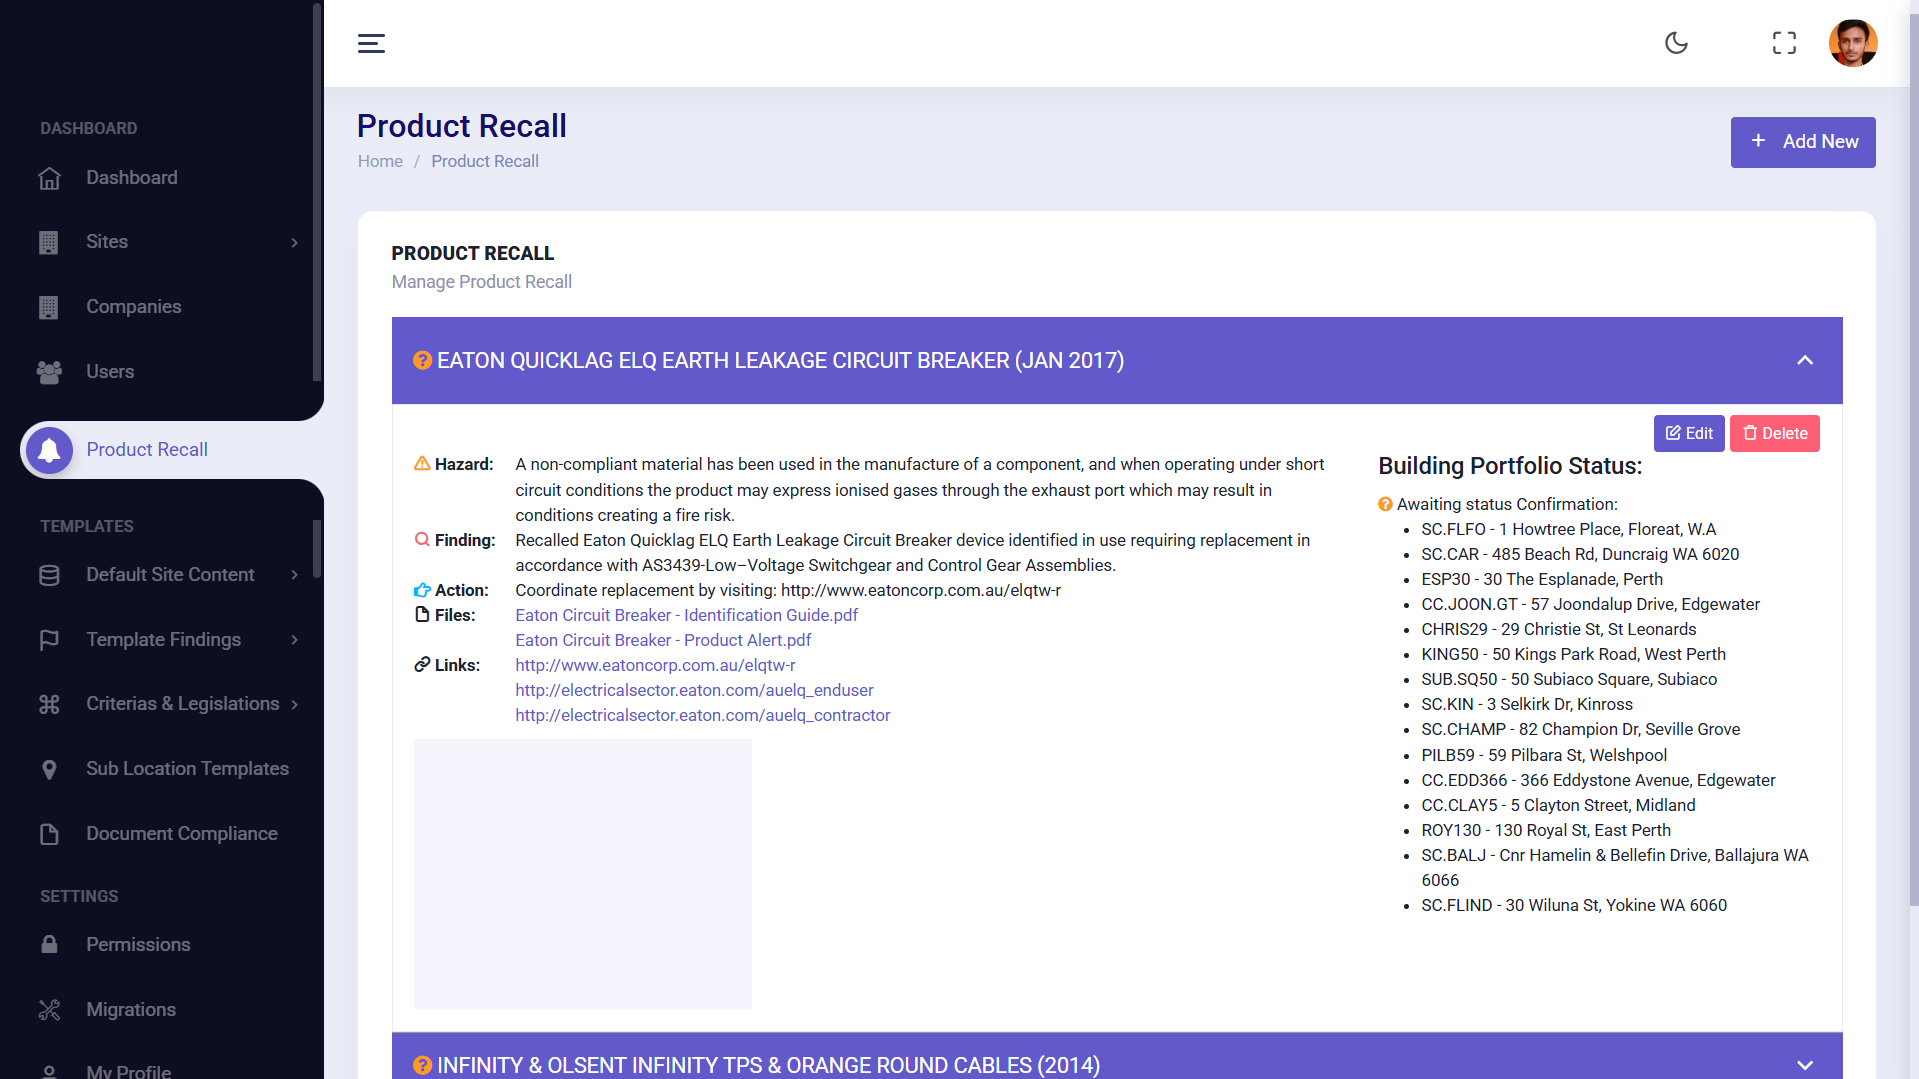 DASHBOARD
Dashboard
Sites
Companies
Users
Product Recall
TEMPLATES
Default Site Content
Template Findings
Criterias & Legislations
Sub Location Templates
Document Compliance
SETTINGS
Permissions
Migrations
My Profile
Product Recall
Home / Product Recall
+ Add New
PRODUCT RECALL
Manage Product Recall
EATON QUICKLAG ELQ EARTH LEAKAGE CIRCUIT BREAKER (JAN 2017)
Edit
Delete
Hazard: A non-compliant material has been used in the manufacture of a component, and when operating under short
circuit conditions the product may express ionised gases through the exhaust port which may result in
conditions creating a fire risk.
Finding: Recalled Eaton Quicklag ELQ Earth Leakage Circuit Breaker device identified in use requiring replacement in
accordance with AS3439-Low–Voltage Switchgear and Control Gear Assemblies.
Action: Coordinate replacement by visiting: http://www.eatoncorp.com.au/elqtw-r
Files: Eaton Circuit Breaker - Identification Guide.pdf
Eaton Circuit Breaker - Product Alert.pdf
Links: http://www.eatoncorp.com.au/elqtw-r
http://electricalsector.eaton.com/auelq_enduser
http://electricalsector.eaton.com/auelq_contractor
Building Portfolio Status:
Awaiting status Confirmation:
• SC.FLFO - 1 Howtree Place, Floreat, W.A
• SC.CAR - 485 Beach Rd, Duncraig WA 6020
• ESP30 - 30 The Esplanade, Perth
• CC.JOON.GT - 57 Joondalup Drive, Edgewater
• CHRIS29 - 29 Christie St, St Leonards
• KING50 - 50 Kings Park Road, West Perth
• SUB.SQ50 - 50 Subiaco Square, Subiaco
• SC.KIN - 3 Selkirk Dr, Kinross
• SC.CHAMP - 82 Champion Dr, Seville Grove
• PILB59 - 59 Pilbara St, Welshpool
• CC.EDD366 - 366 Eddystone Avenue, Edgewater
• CC.CLAY5 - 5 Clayton Street, Midland
• ROY130 - 130 Royal St, East Perth
• SC.BALJ - Cnr Hamelin & Bellefin Drive, Ballajura WA
6066
• SC.FLIND - 30 Wiluna St, Yokine WA 6060
INFINITY & OLSENT INFINITY TPS & ORANGE ROUND CABLES (2014)